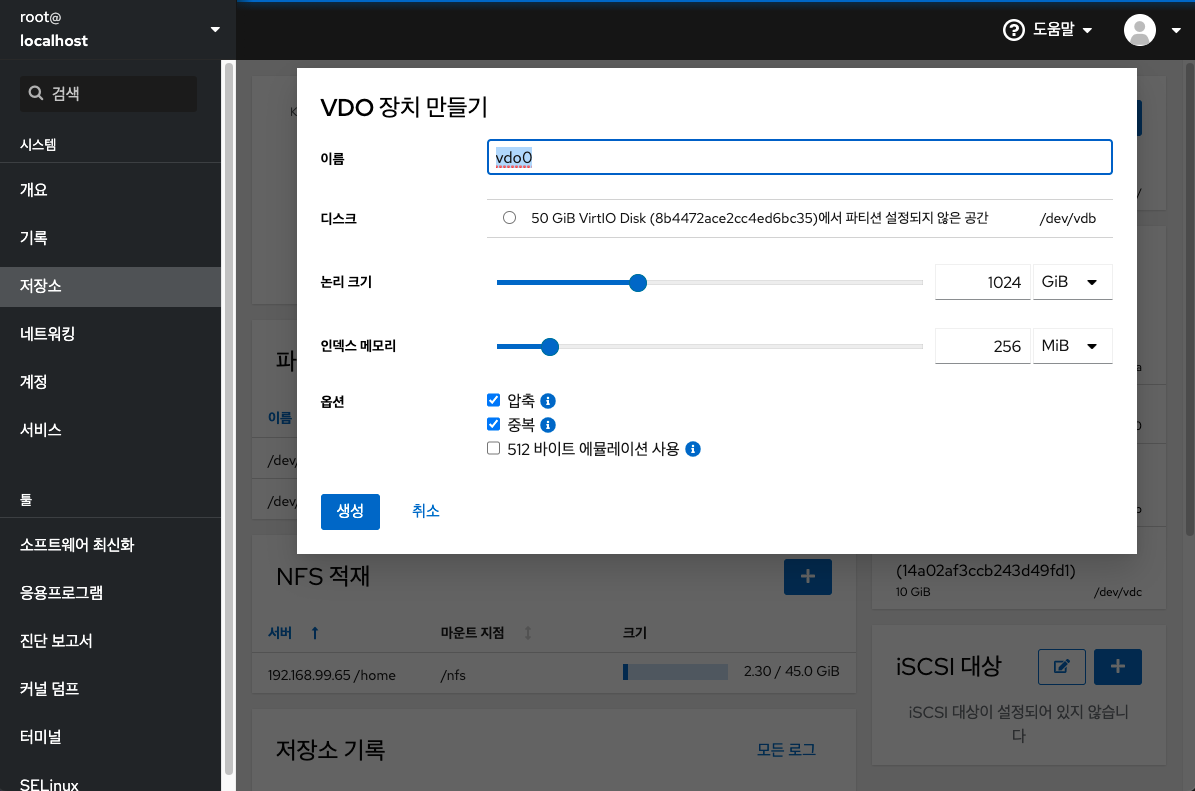 root@
localhost
도움말
검색
시스템
개요
기록
저장소
네트워킹
계정
서비스
툴
소프트웨어 최신화
응용프로그램
진단 보고서
커널 덤프
터미널
SELinux
VDO 장치 만들기
이름
vdo0
디스크
50 GiB VirtIO Disk (8b4472ace2cc4ed6bc35)에서 파티션 설정되지 않은 공간
/dev/vdb
논리 크기
1024
GiB
인덱스 메모리
256
MiB
옵션
압축
중복
512 바이트 에뮬레이션 사용
생성
취소
이름
/dev/
/dev/
NFS 적재
서버
마운트 지점
크기
192.168.99.65 /home
/nfs
2.30 / 45.0 GiB
저장소 기록
모든 로그
(14a02af3ccb243d49fd1)
10 GiB
/dev/vdc
iSCSI 대상
iSCSI 대상이 설정되어 있지 않습니
다